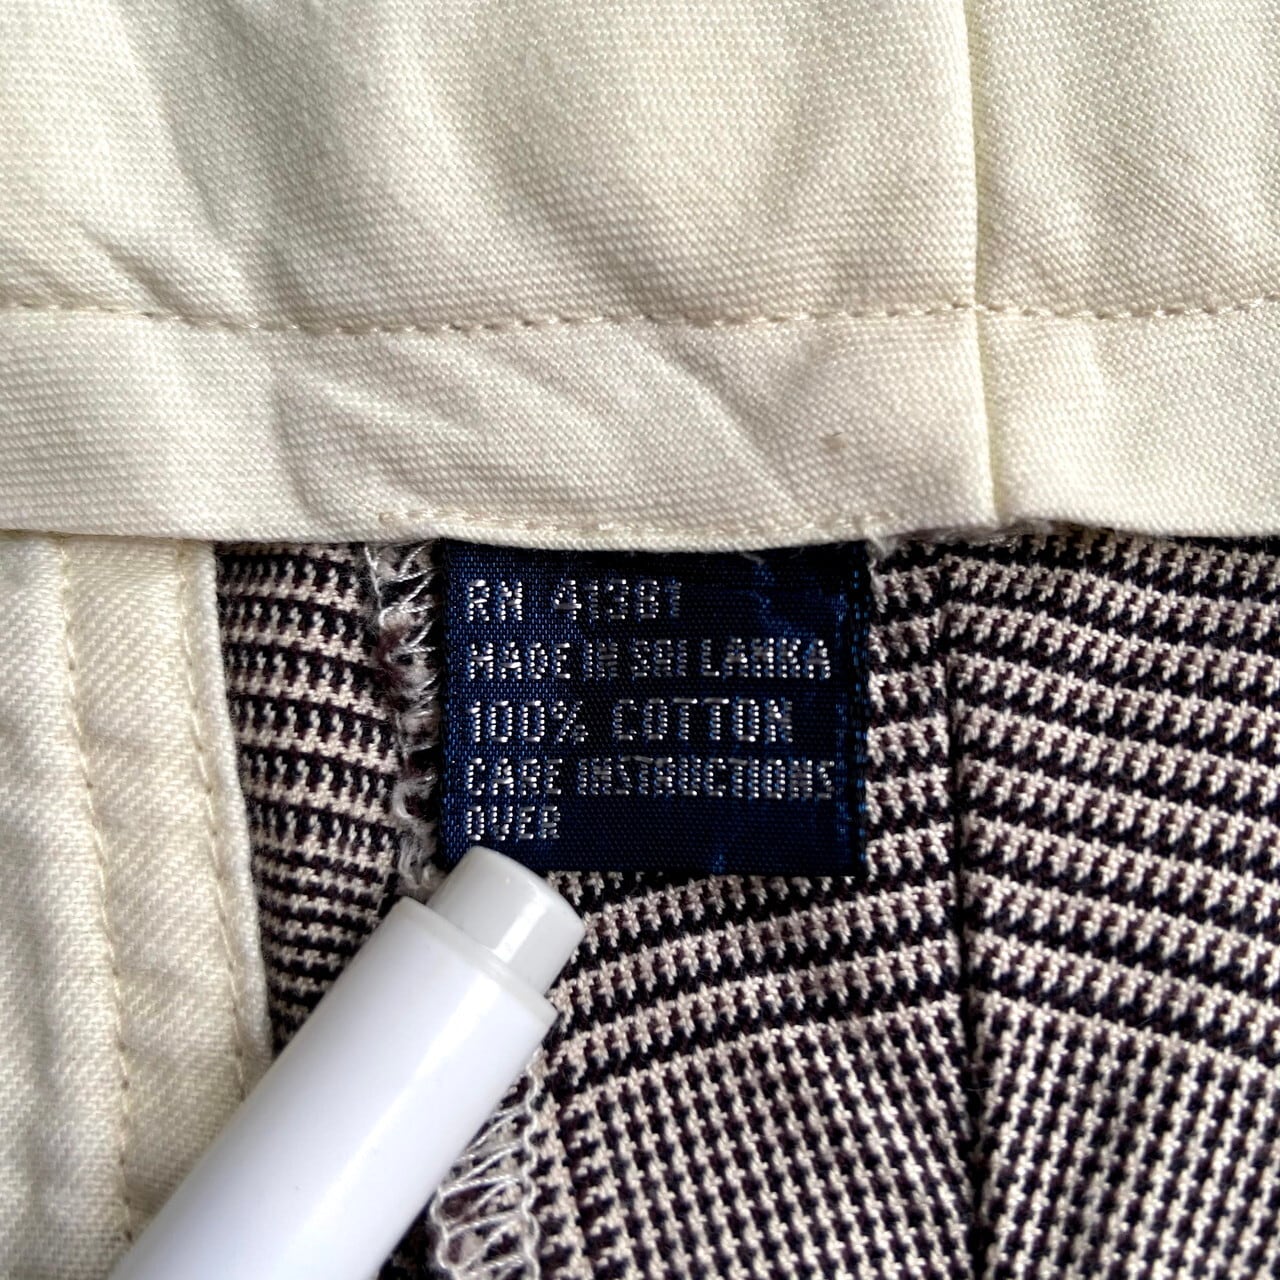 RN 41381
MADE IN SRI LANKA
100% COTTON
CARE INSTRUCTIONS
OVER